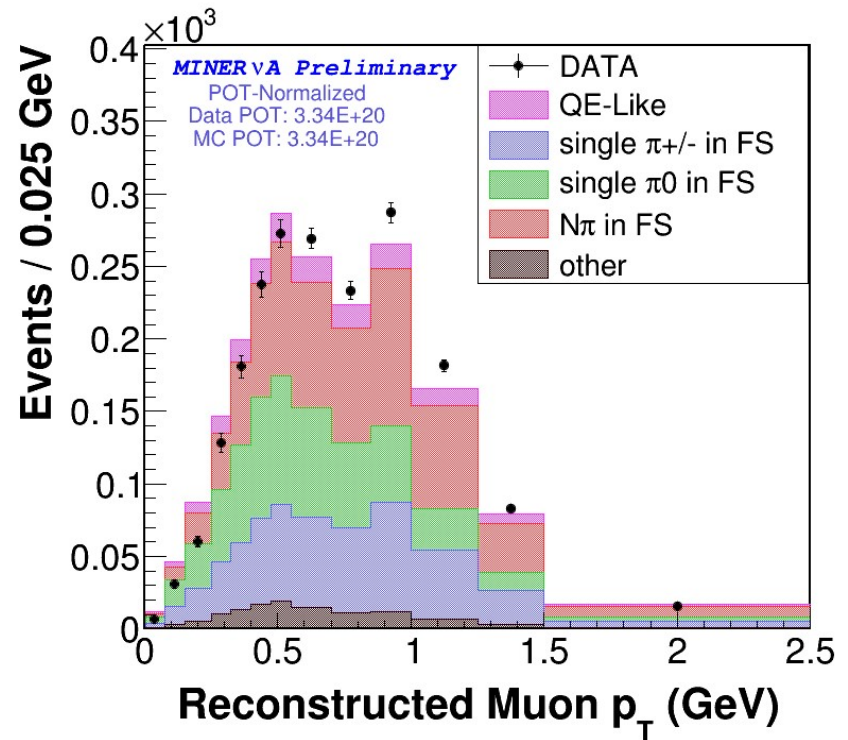 ×10³
0.4
0.35
0.3
0.25
0.2
0.15
0.1
0.05
0
Events / 0.025 GeV
MINERνA Preliminary
POT-Normalized
Data POT: 3.34E+20
MC POT: 3.34E+20
DATA
QE-Like
single π+/- in FS
single π0 in FS
Nπ in FS
other
0 0.5 1 1.5 2 2.5
Reconstructed Muon p_T (GeV)